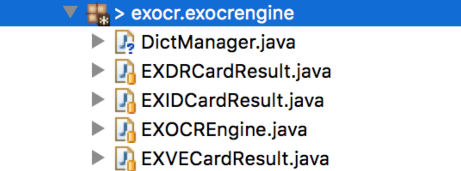 > exocr.exocrengine
DictManager.java
EXDRCardResult.java
EXIDCardResult.java
EXOCREngine.java
EXVECardResult.java